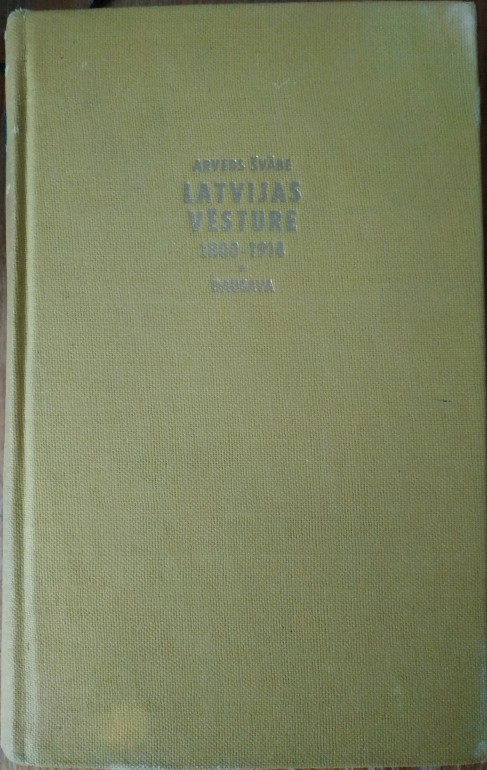 ARVEDS ŠVĀBE
LATVIJAS
VĒSTURE
1800-1914
DAUGAVA